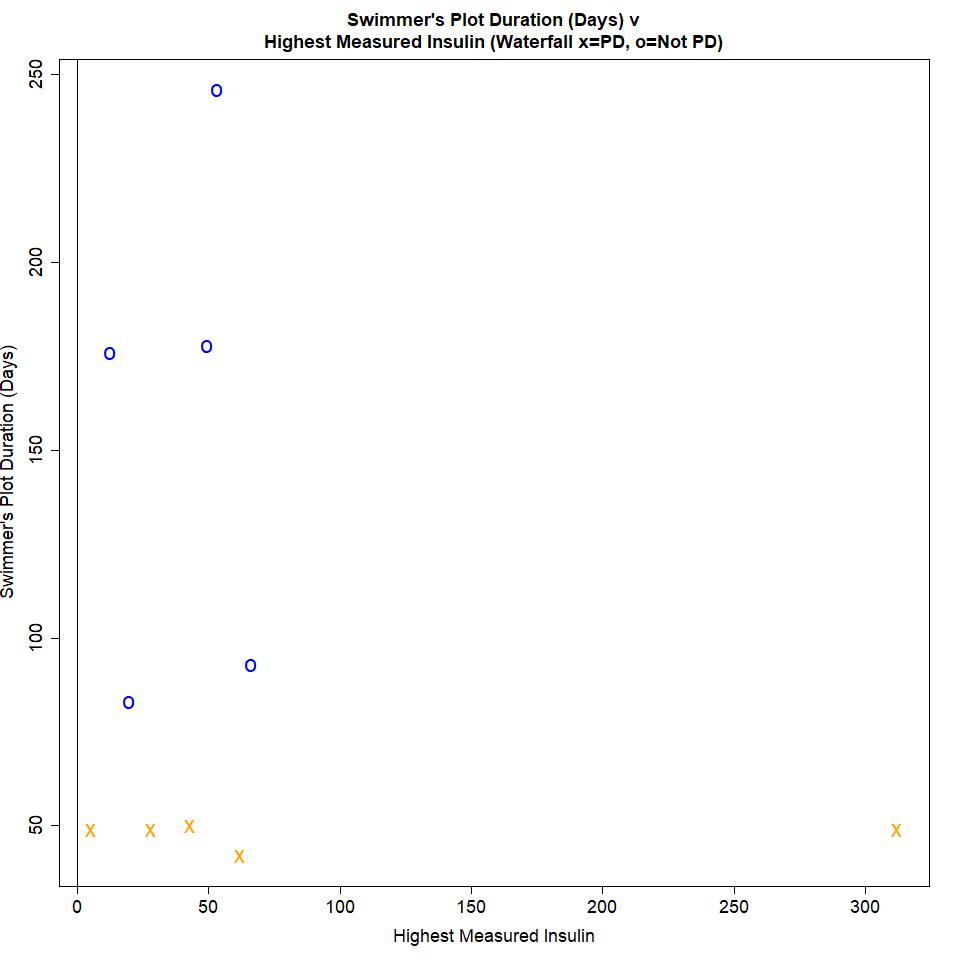 Swimmer's Plot Duration (Days) v
Highest Measured Insulin (Waterfall x=PD, o=Not PD)
Swimmer's Plot Duration (Days)
250
200
150
100
50
o
o
o
o
o
x
x
x
x
x
0 50 100 150 200 250 300
Highest Measured Insulin